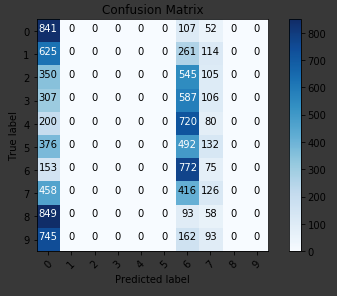 Confusion Matrix
0 841 0 0 0 0 0 107 52 0 0
1 625 0 0 0 0 0 261 114 0 0
2 350 0 0 0 0 0 545 105 0 0
3 307 0 0 0 0 0 587 106 0 0
4 200 0 0 0 0 0 720 80 0 0
5 376 0 0 0 0 0 492 132 0 0
6 153 0 0 0 0 0 772 75 0 0
7 458 0 0 0 0 0 416 126 0 0
8 849 0 0 0 0 0 93 58 0 0
9 745 0 0 0 0 0 162 93 0 0
0 1 2 3 4 5 6 7 8 9
True label
Predicted label
800
700
600
500
400
300
200
100
0